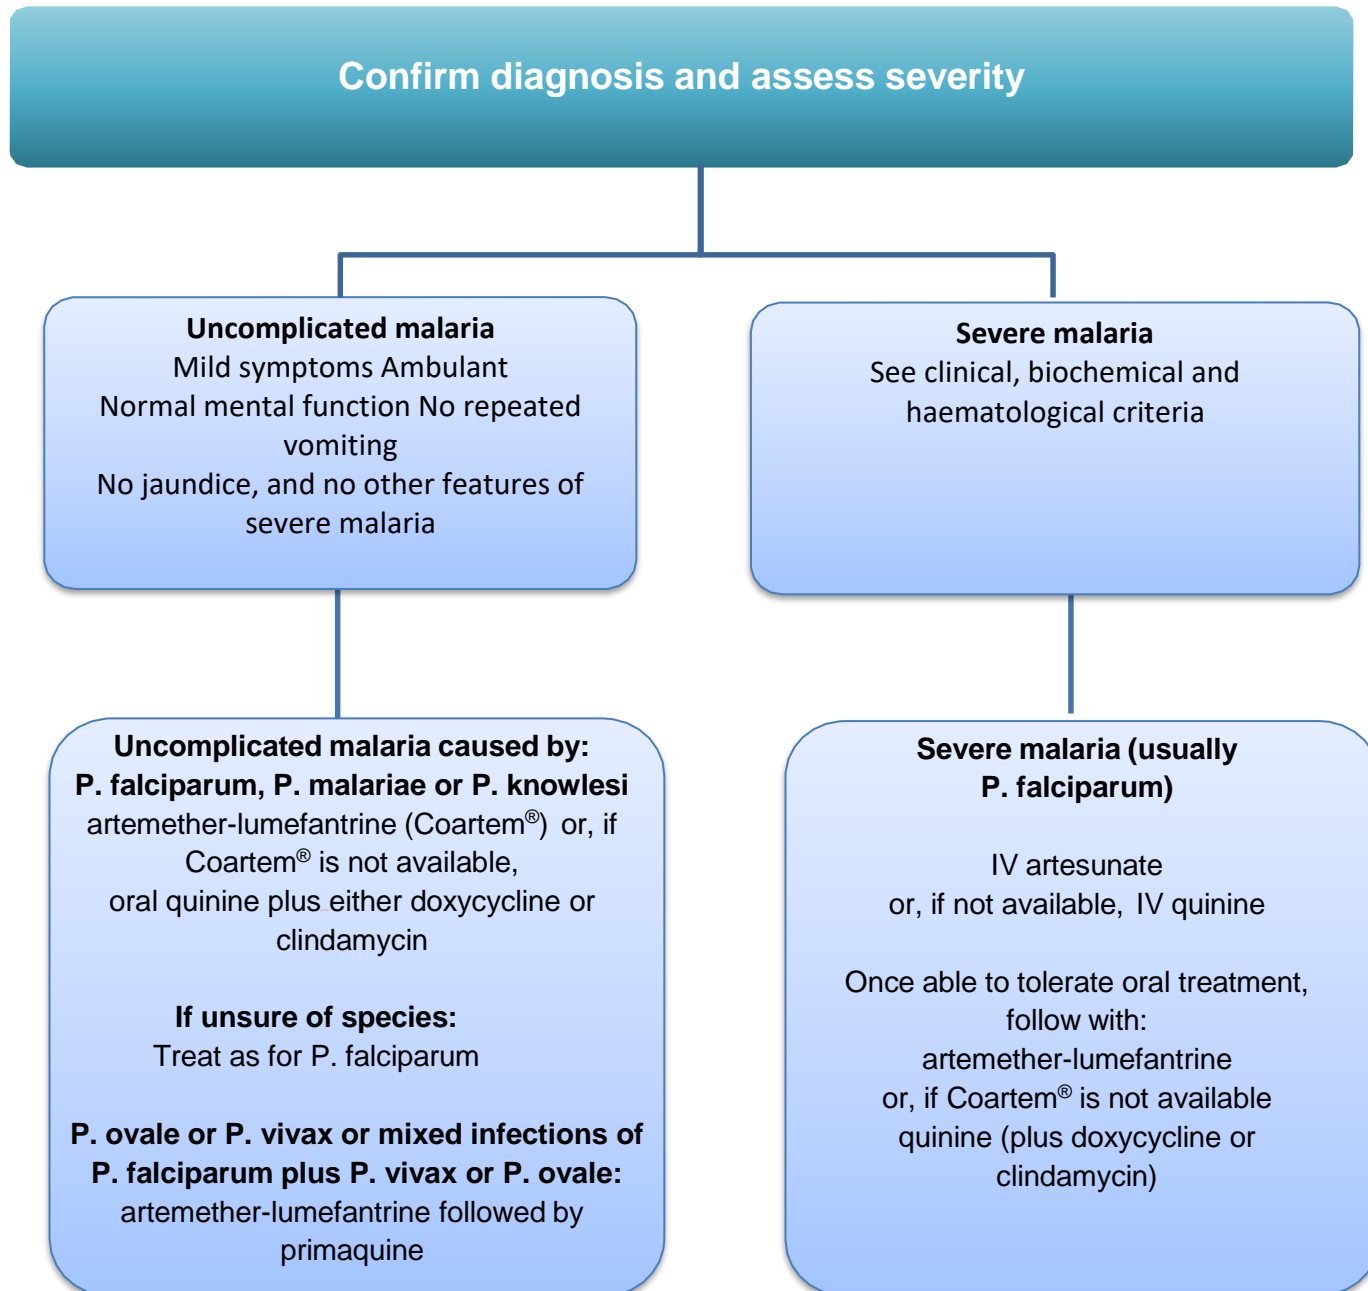 Confirm diagnosis and assess severity
Uncomplicated malaria
Mild symptoms Ambulant
Normal mental function No repeated
vomiting
No jaundice, and no other features of
severe malaria
Severe malaria
See clinical, biochemical and
haematological criteria
Uncomplicated malaria caused by:
P. falciparum, P. malariae or P. knowlesi
artemether-lumefantrine (Coartem®) or, if
Coartem® is not available,
oral quinine plus either doxycycline or
clindamycin
If unsure of species:
Treat as for P. falciparum
P. ovale or P. vivax or mixed infections of
P. falciparum plus P. vivax or P. ovale:
artemether-lumefantrine followed by
primaquine
Severe malaria (usually
P. falciparum)
IV artesunate
or, if not available, IV quinine
Once able to tolerate oral treatment,
follow with:
artemether-lumefantrine
or, if Coartem® is not available
quinine (plus doxycycline or
clindamycin)